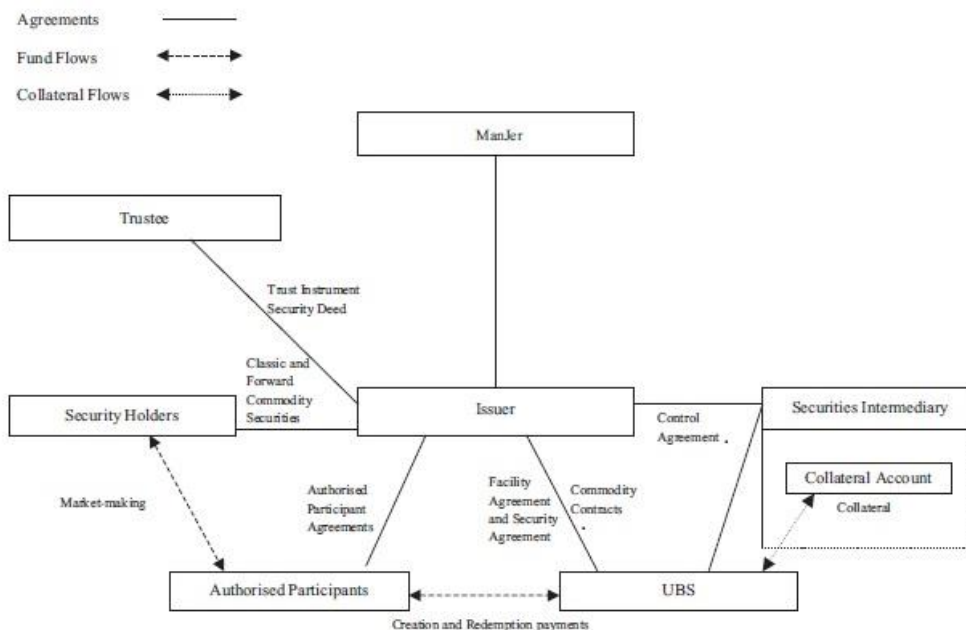 Agreements
Fund Flows
Collateral Flows
ManJer
Trustee
Trust Instrument
Security Deed
Classic and
Forward
Commodity
Securities
Security Holders
Issuer
Securities Intermediary
Control
Agreement
Collateral Account
Collateral
Market-making
Authorised
Participant
Agreements
Facility
Agreement
and Security
Agreement
Commodity
Contracts
Authorised Participants
UBS
Creation and Redemption payments